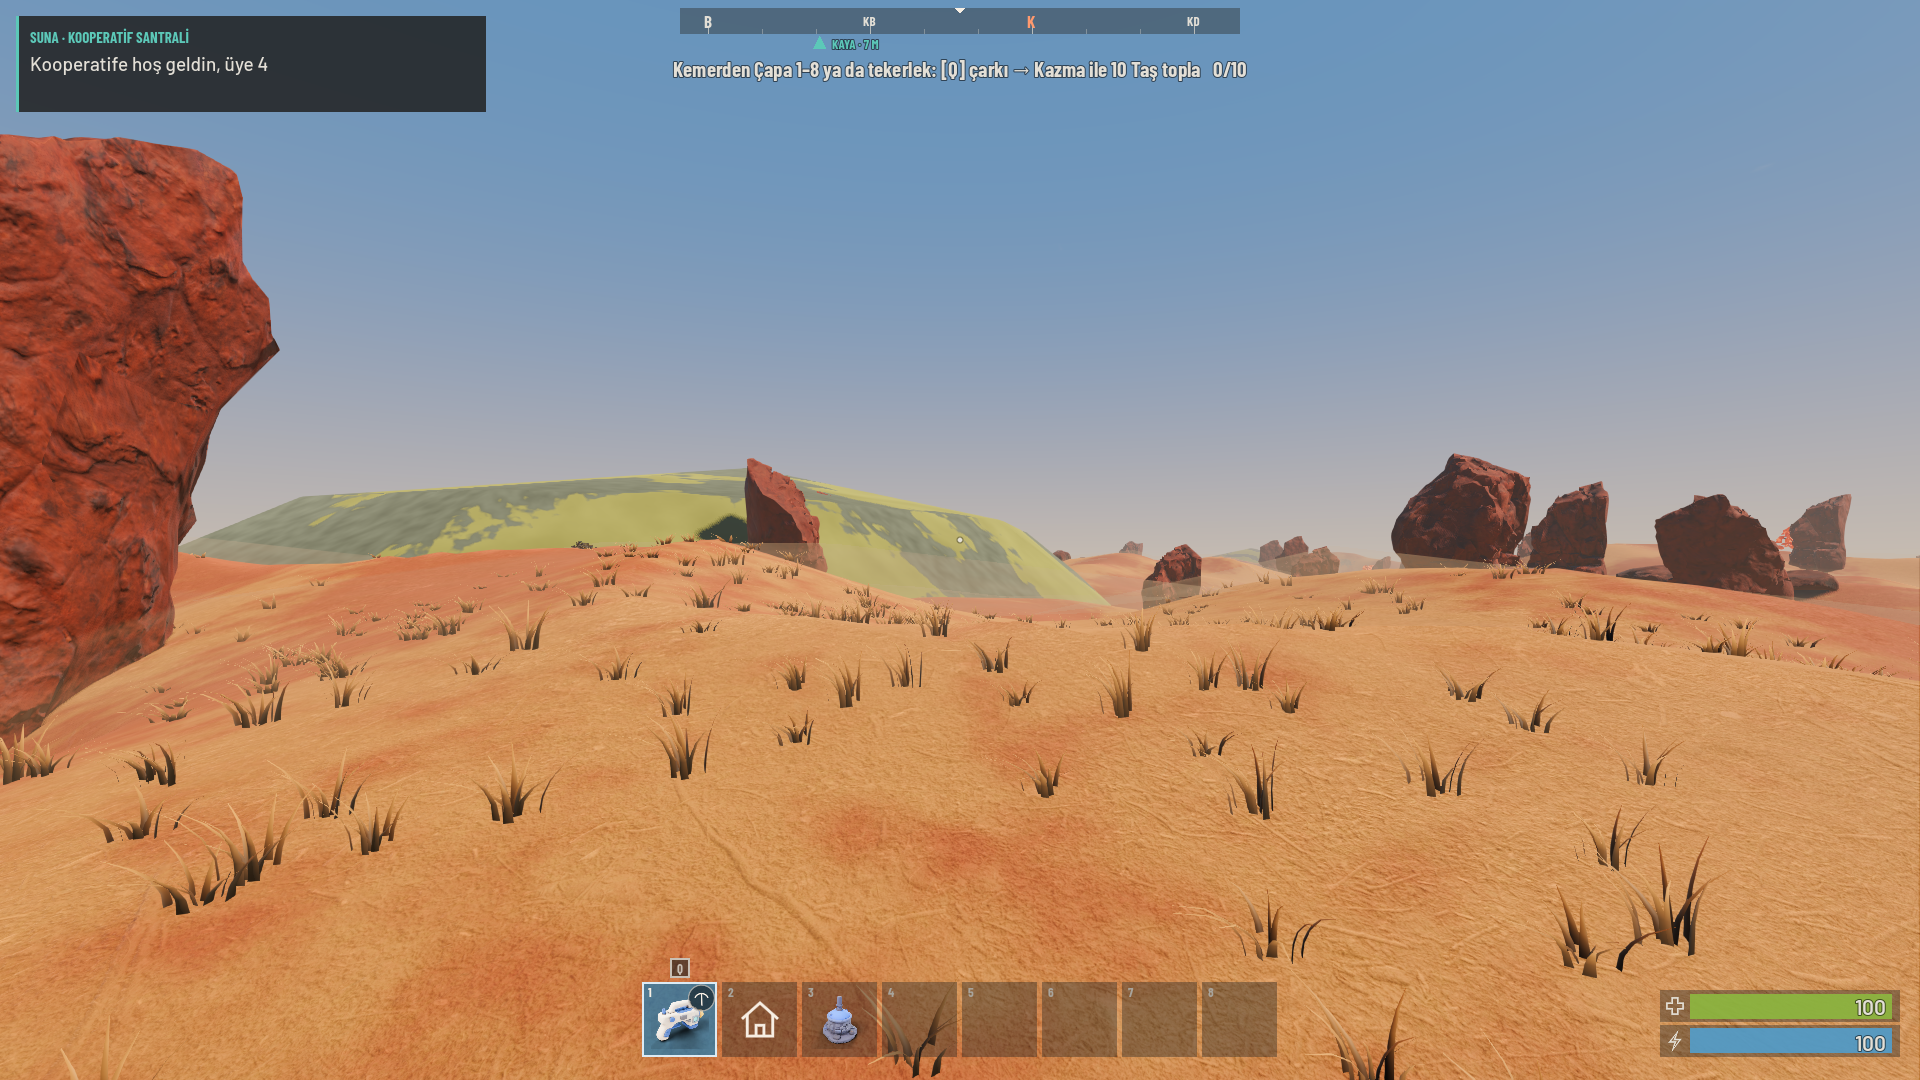 SUNA · KOOPERATİF SANTRALİ
Kooperatife hoş geldin, üye 4
B KB K KD
KAYA · 7 M
Kemerden Çapa 1-8 ya da tekerlek: [Q] çarkı → Kazma ile 10 Taş topla 0/10
Q
1 2 3 4 5 6 7 8
100
100